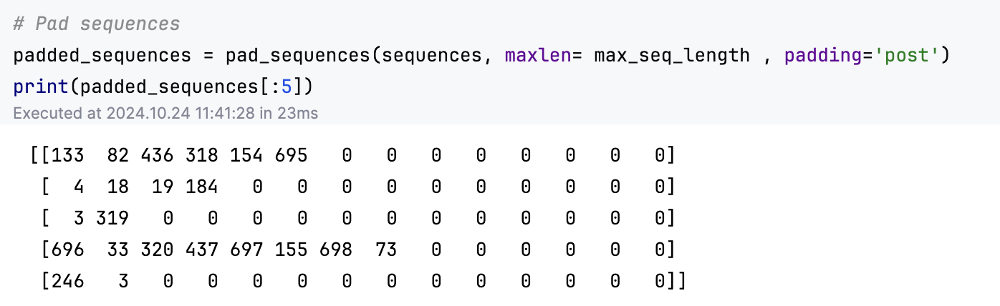 # Pad sequences
padded_sequences = pad_sequences(sequences, maxlen= max_seq_length , padding='post')
print(padded_sequences[:5])
Executed at 2024.10.24 11:41:28 in 23ms
[[133  82 436 318 154 695   0   0   0   0   0   0   0   0]
 [  4  18  19 184   0   0   0   0   0   0   0   0   0   0]
 [  3 319   0   0   0   0   0   0   0   0   0   0   0   0]
 [696  33 320 437 697 155 698  73   0   0   0   0   0   0]
 [246   3   0   0   0   0   0   0   0   0   0   0   0   0]]